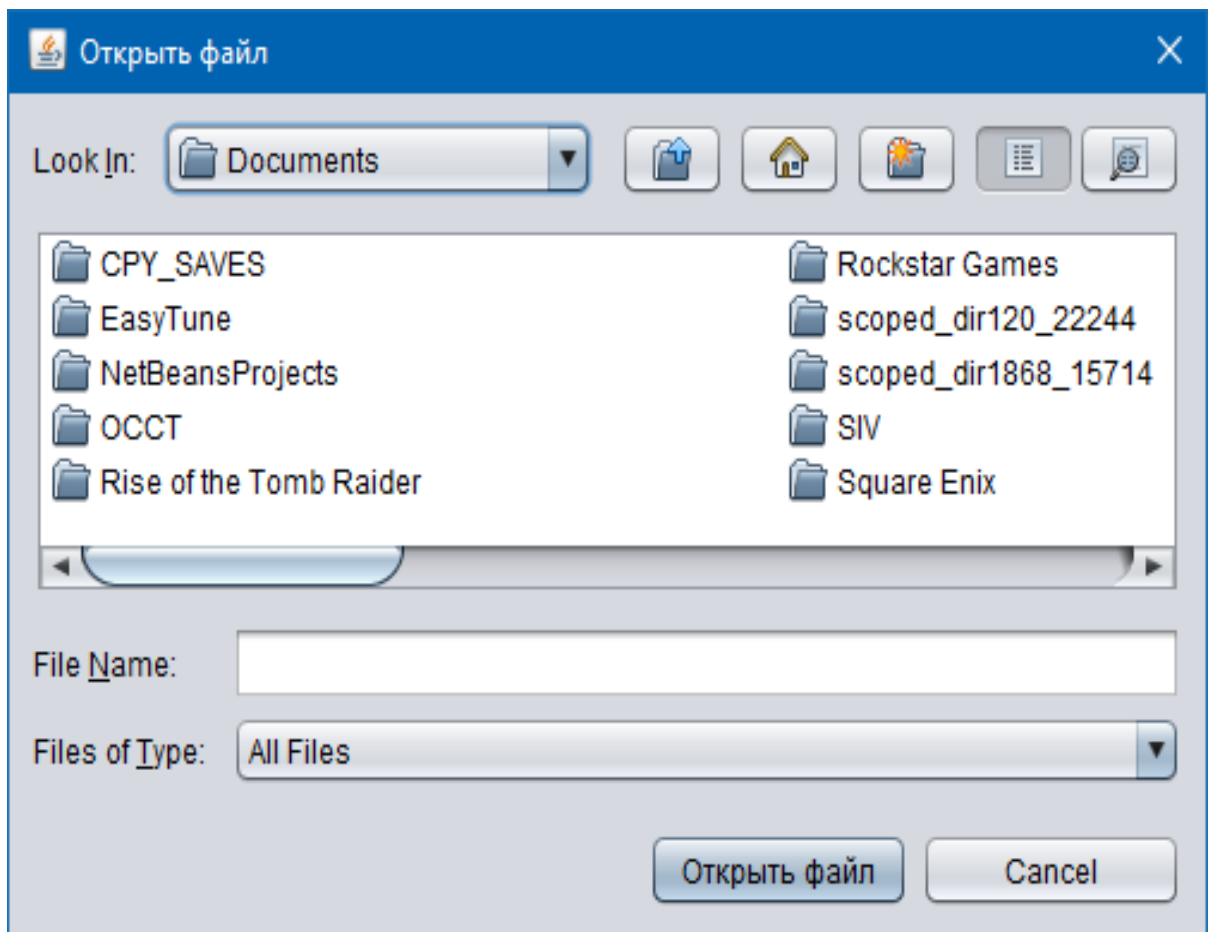 Открыть файл
Look In: Documents
CPY_SAVES
EasyTune
NetBeansProjects
OCCT
Rise of the Tomb Raider
Rockstar Games
scoped_dir120_22244
scoped_dir1868_15714
SIV
Square Enix
File Name:
Files of Type: All Files
Открыть файл Cancel